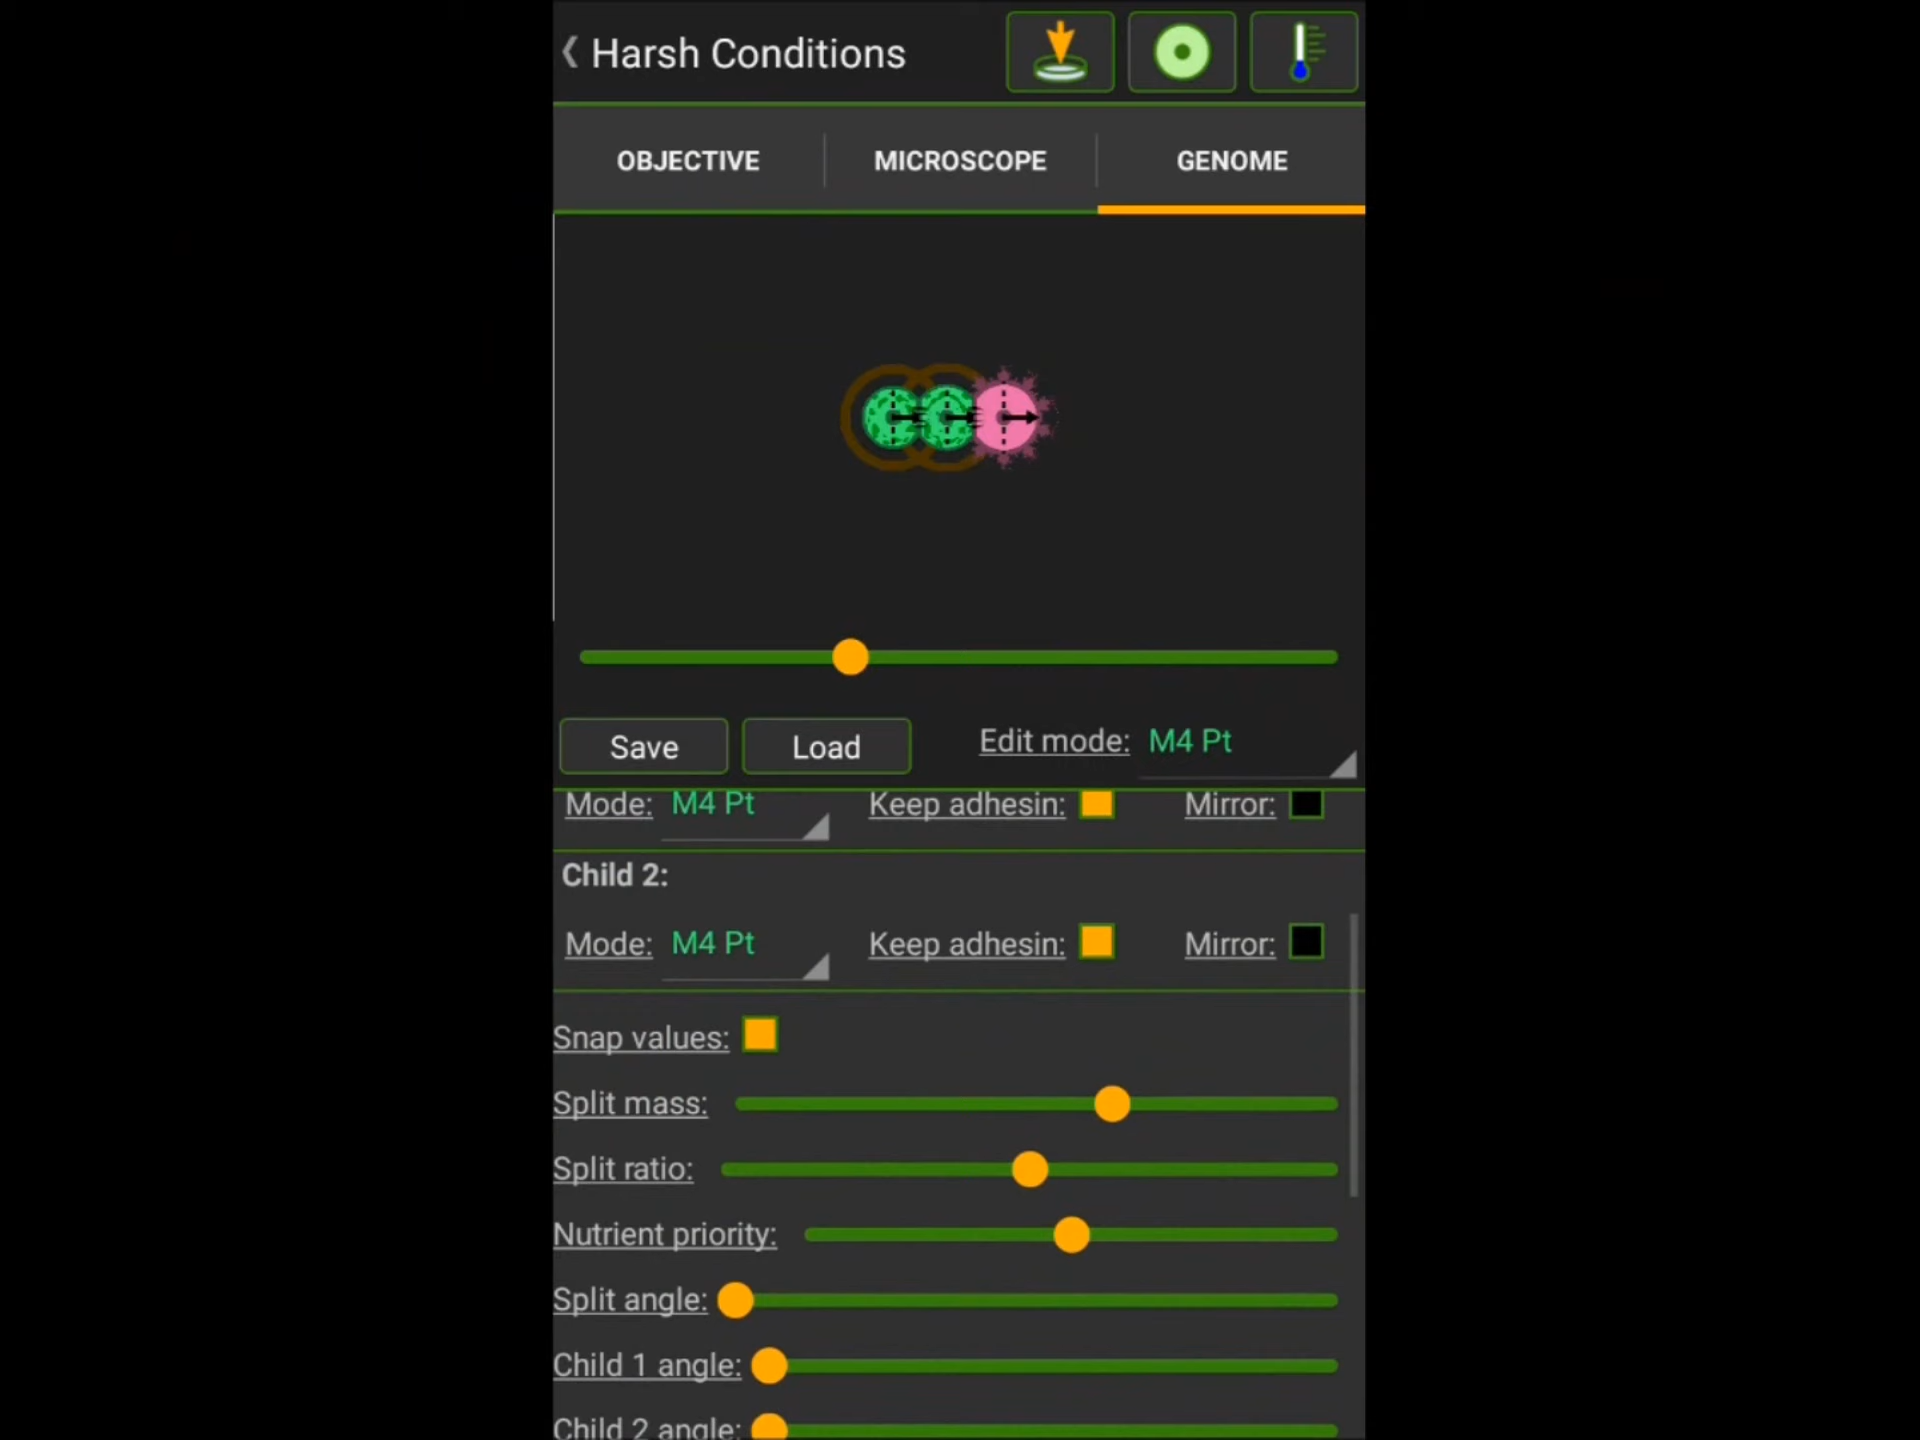 Harsh Conditions
OBJECTIVE MICROSCOPE GENOME
Save Load Edit mode: M4 Pt
Mode: M4 Pt Keep adhesin: Mirror:
Child 2:
Mode: M4 Pt Keep adhesin: Mirror:
Snap values:
Split mass:
Split ratio:
Nutrient priority:
Split angle:
Child 1 angle:
Child 2 angle: